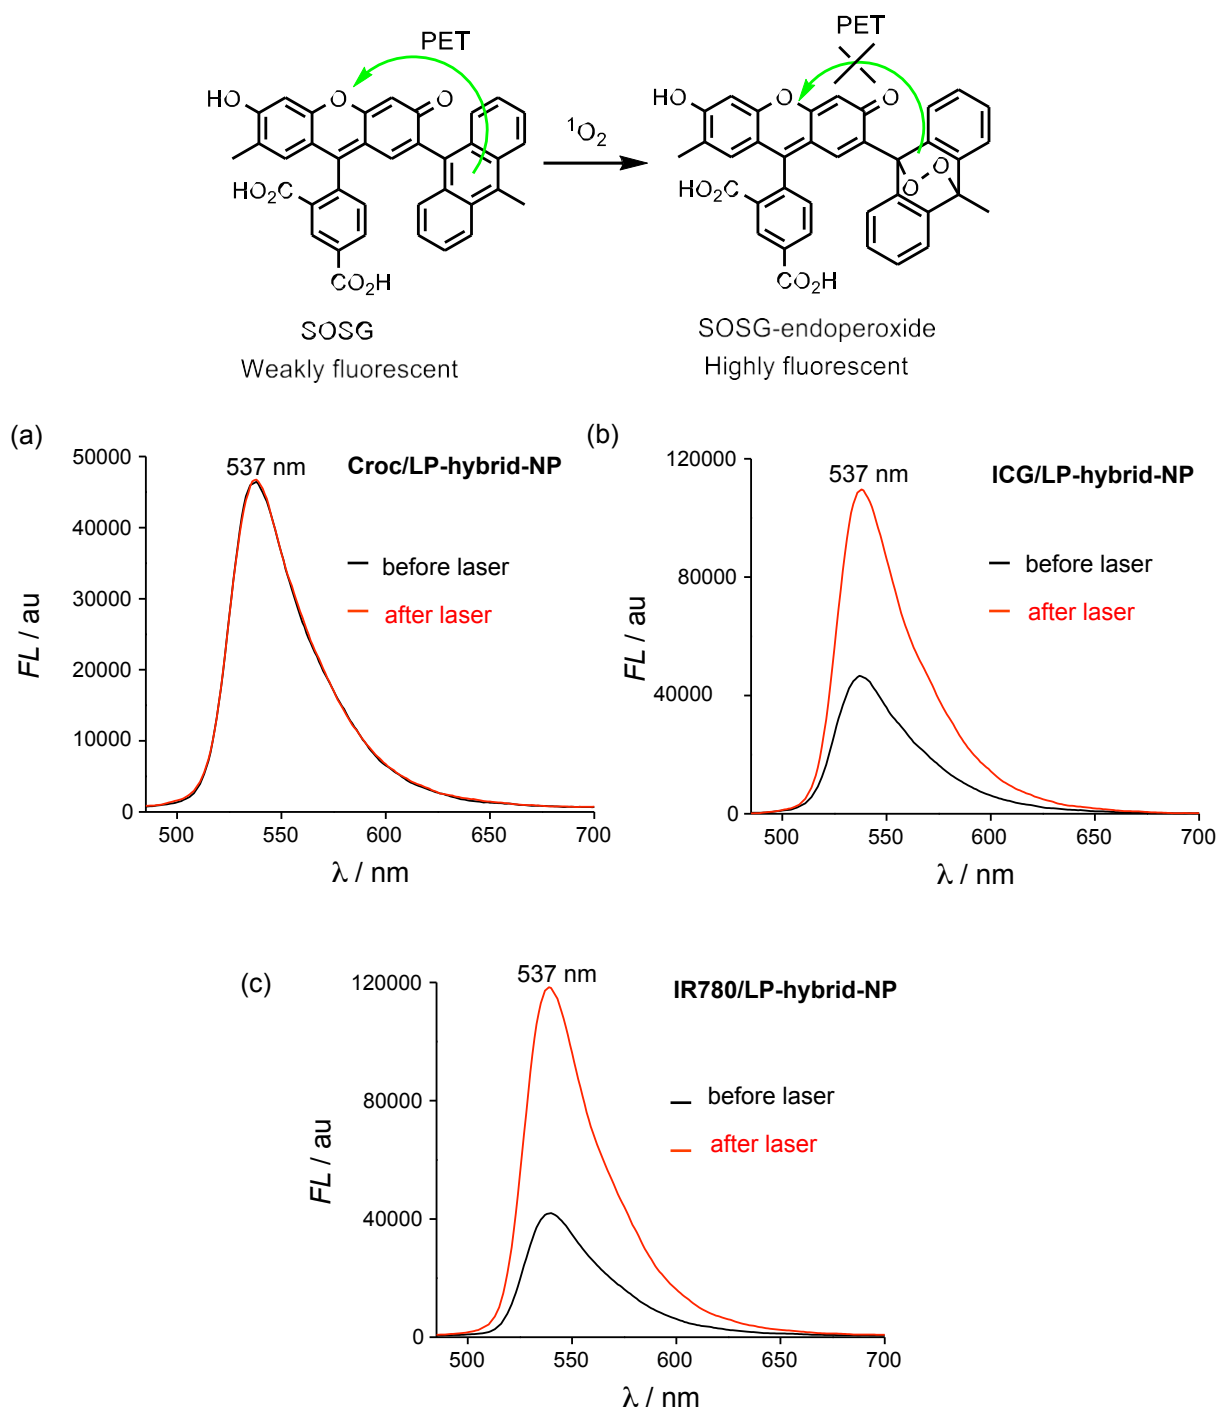 PET
PET
HO
O
O
HO
O
O
¹O₂
O
O
HO₂C
HO₂C
CO₂H
CO₂H
SOSG
SOSG-endoperoxide
Weakly fluorescent
Highly fluorescent
(a)
537 nm
Croc/LP-hybrid-NP
before laser
after laser
50000
40000
30000
20000
10000
0
FL / au
500
550
600
650
700
λ / nm
(b)
537 nm
ICG/LP-hybrid-NP
before laser
after laser
120000
80000
40000
0
FL / au
500
550
600
650
700
λ / nm
(c)
537 nm
IR780/LP-hybrid-NP
before laser
after laser
120000
80000
40000
0
FL / au
500
550
600
650
700
λ / nm